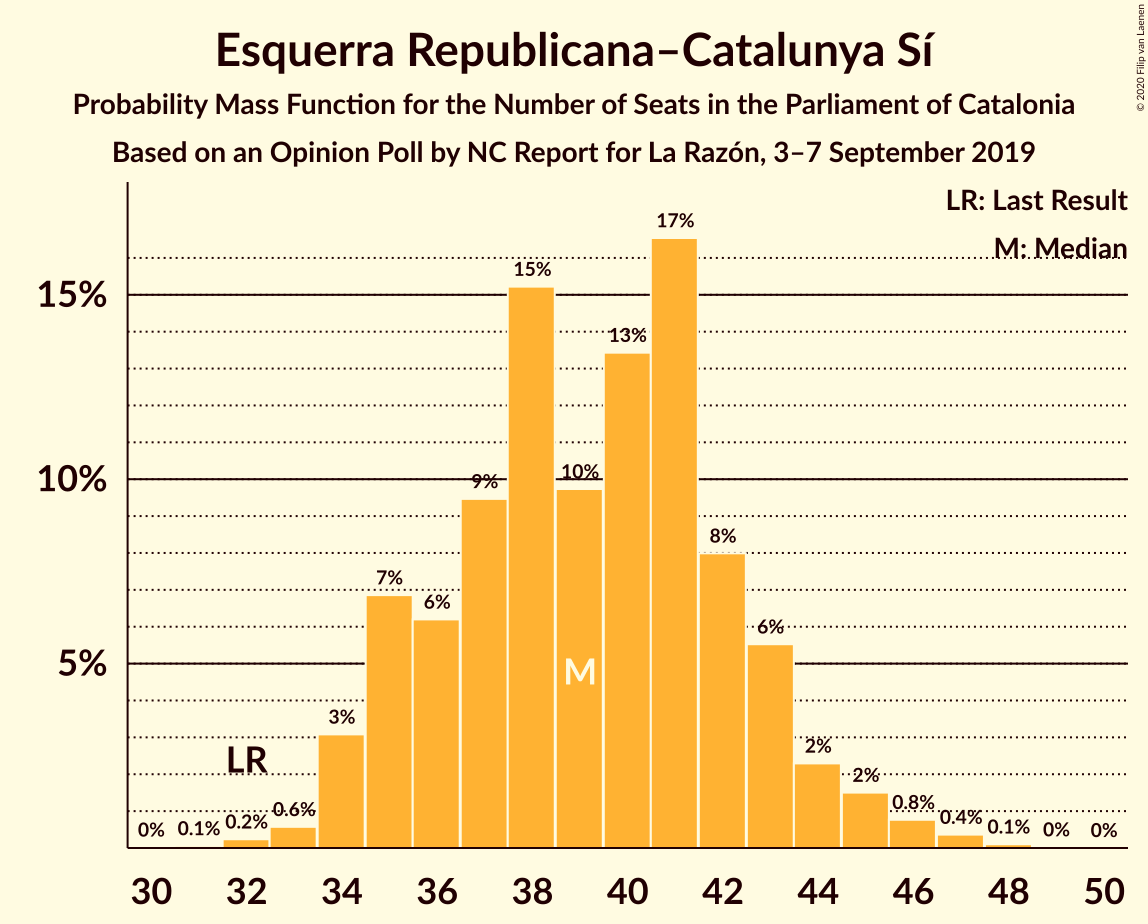 Esquerra Republicana–Catalunya Sí
Probability Mass Function for the Number of Seats in the Parliament of Catalonia
Based on an Opinion Poll by NC Report for La Razón, 3–7 September 2019
© 2020 Filip van Laenen
LR: Last Result
M: Median
15%
10%
5%
0%
0.1%
0.2%
0.6%
3%
7%
6%
9%
15%
10%
13%
17%
8%
6%
2%
2%
0.8%
0.4%
0.1%
0%
0%
LR
M
30 32 34 36 38 40 42 44 46 48 50